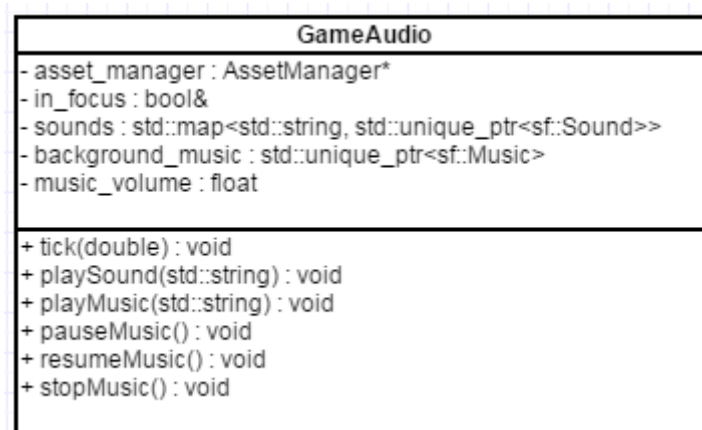 GameAudio
- asset_manager : AssetManager*
- in_focus : bool&
- sounds : std::map<std::string, std::unique_ptr<sf::Sound>>
- background_music : std::unique_ptr<sf::Music>
- music_volume : float
+ tick(double) : void
+ playSound(std::string) : void
+ playMusic(std::string) : void
+ pauseMusic() : void
+ resumeMusic() : void
+ stopMusic() : void